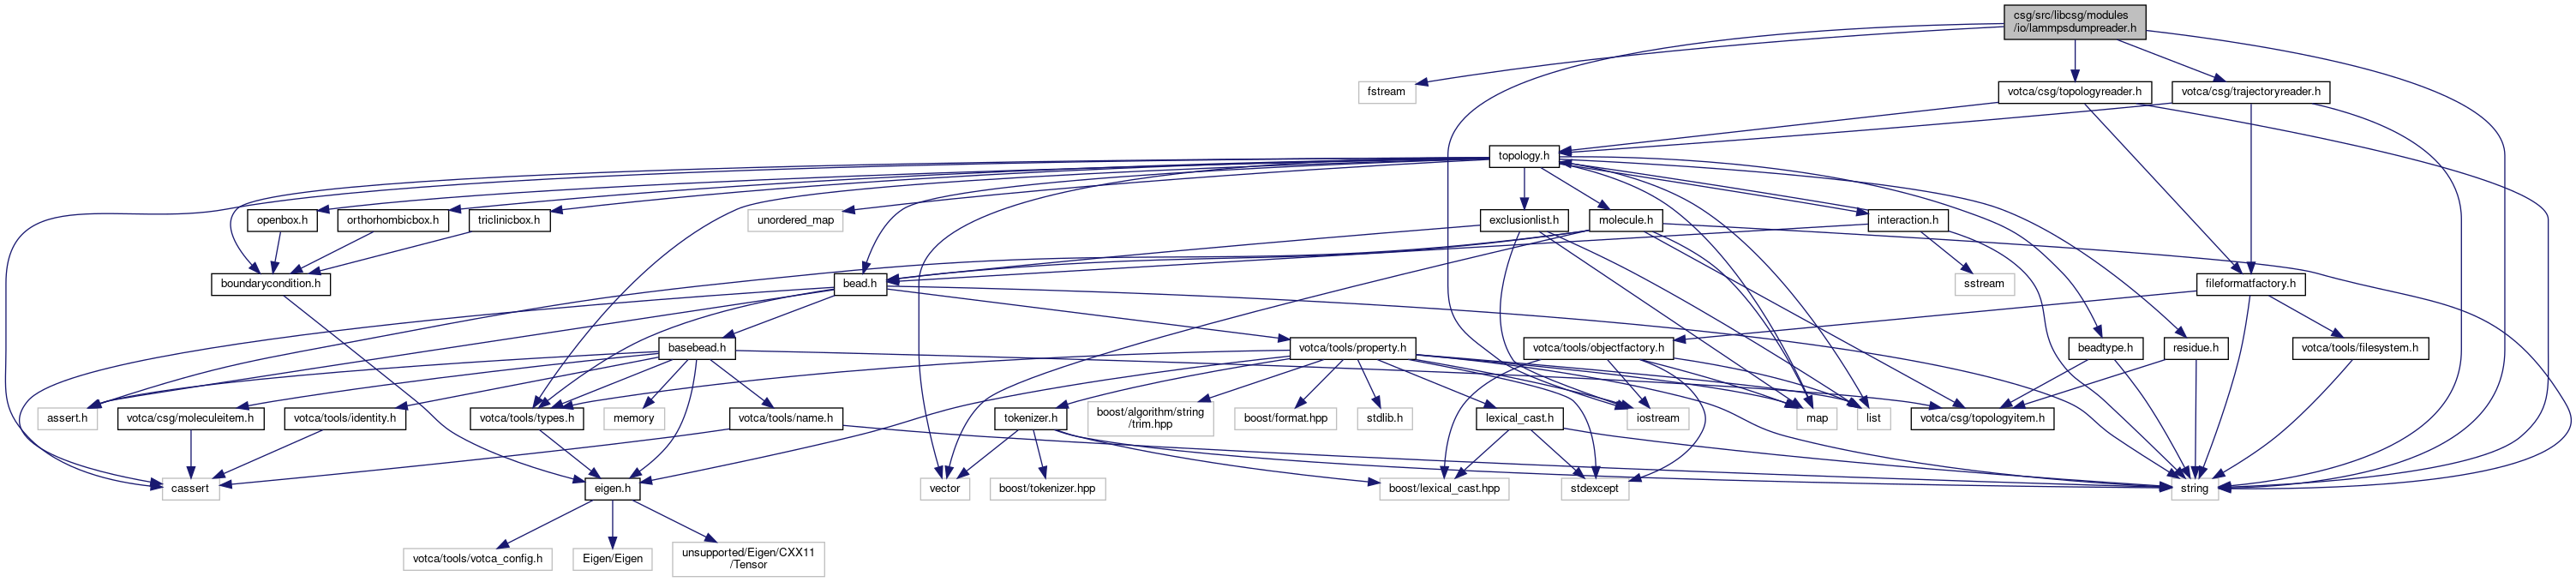 csg/src/libcsg/modules
/io/lammpsdumpreader.h
fstream
votca/csg/topologyreader.h
votca/csg/trajectoryreader.h
topology.h
openbox.h
orthorhombicbox.h
triclinicbox.h
unordered_map
exclusionlist.h
molecule.h
interaction.h
boundarycondition.h
bead.h
sstream
fileformatfactory.h
basebead.h
votca/tools/property.h
votca/tools/objectfactory.h
beadtype.h
residue.h
votca/tools/filesystem.h
assert.h
votca/csg/moleculeitem.h
votca/tools/identity.h
votca/tools/types.h
memory
votca/tools/name.h
tokenizer.h
boost/algorithm/string
/trim.hpp
boost/format.hpp
stdlib.h
lexical_cast.h
iostream
map
list
votca/csg/topologyitem.h
cassert
eigen.h
vector
boost/tokenizer.hpp
boost/lexical_cast.hpp
stdexcept
string
votca/tools/votca_config.h
Eigen/Eigen
unsupported/Eigen/CXX11
/Tensor